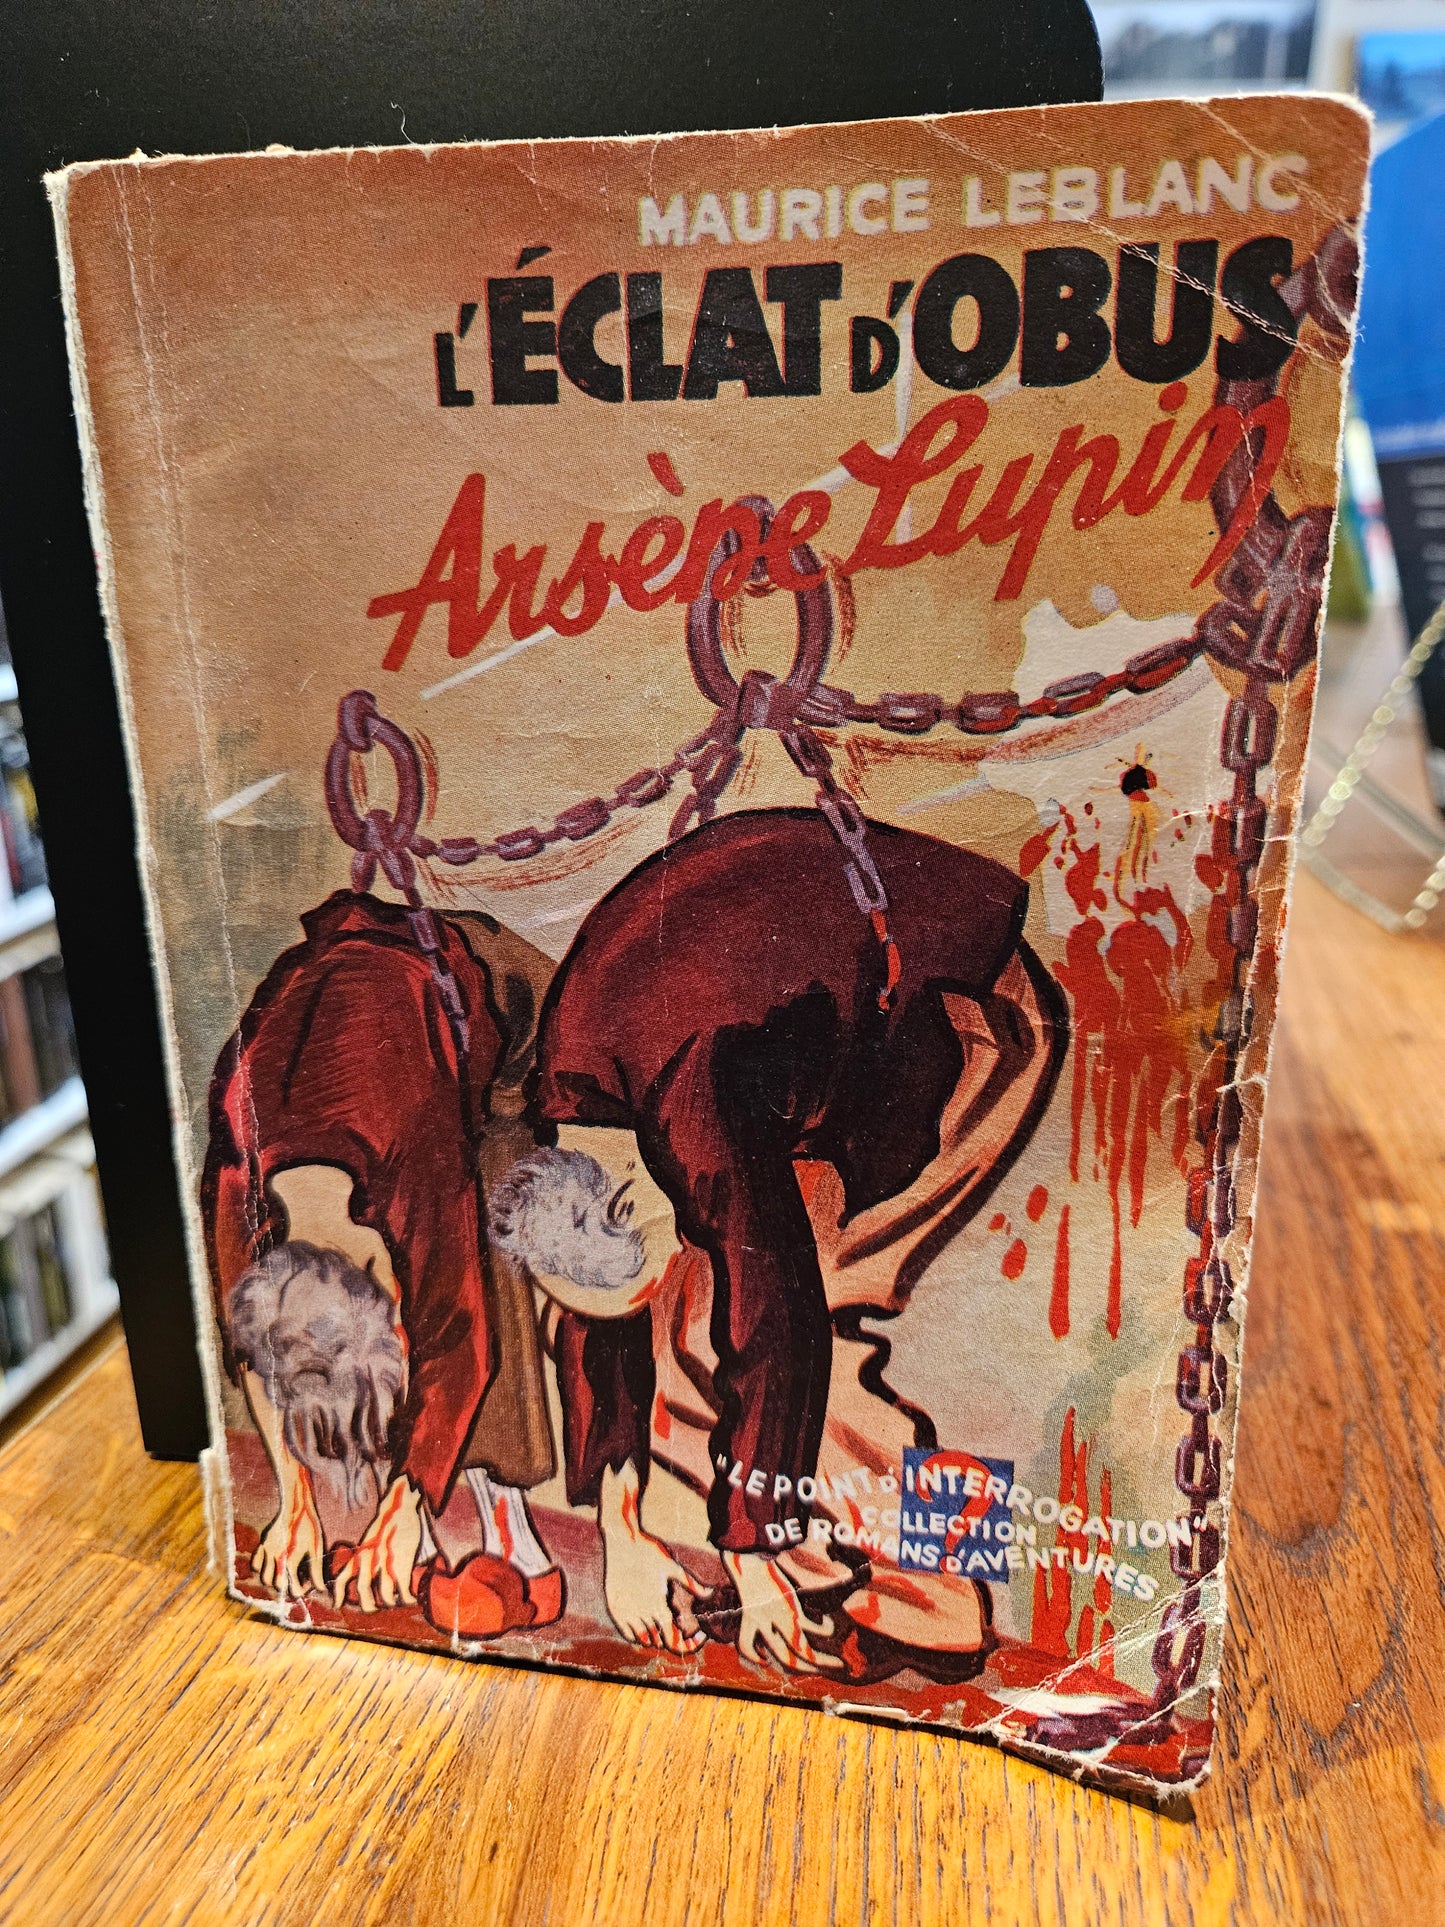 MAURICE LEBLANC
L'ÉCLAT D'OBUS
Arsène Lupin
"LE POINT D'INTERROGATION"
COLLECTION
DE ROMANS D'AVENTURES
?